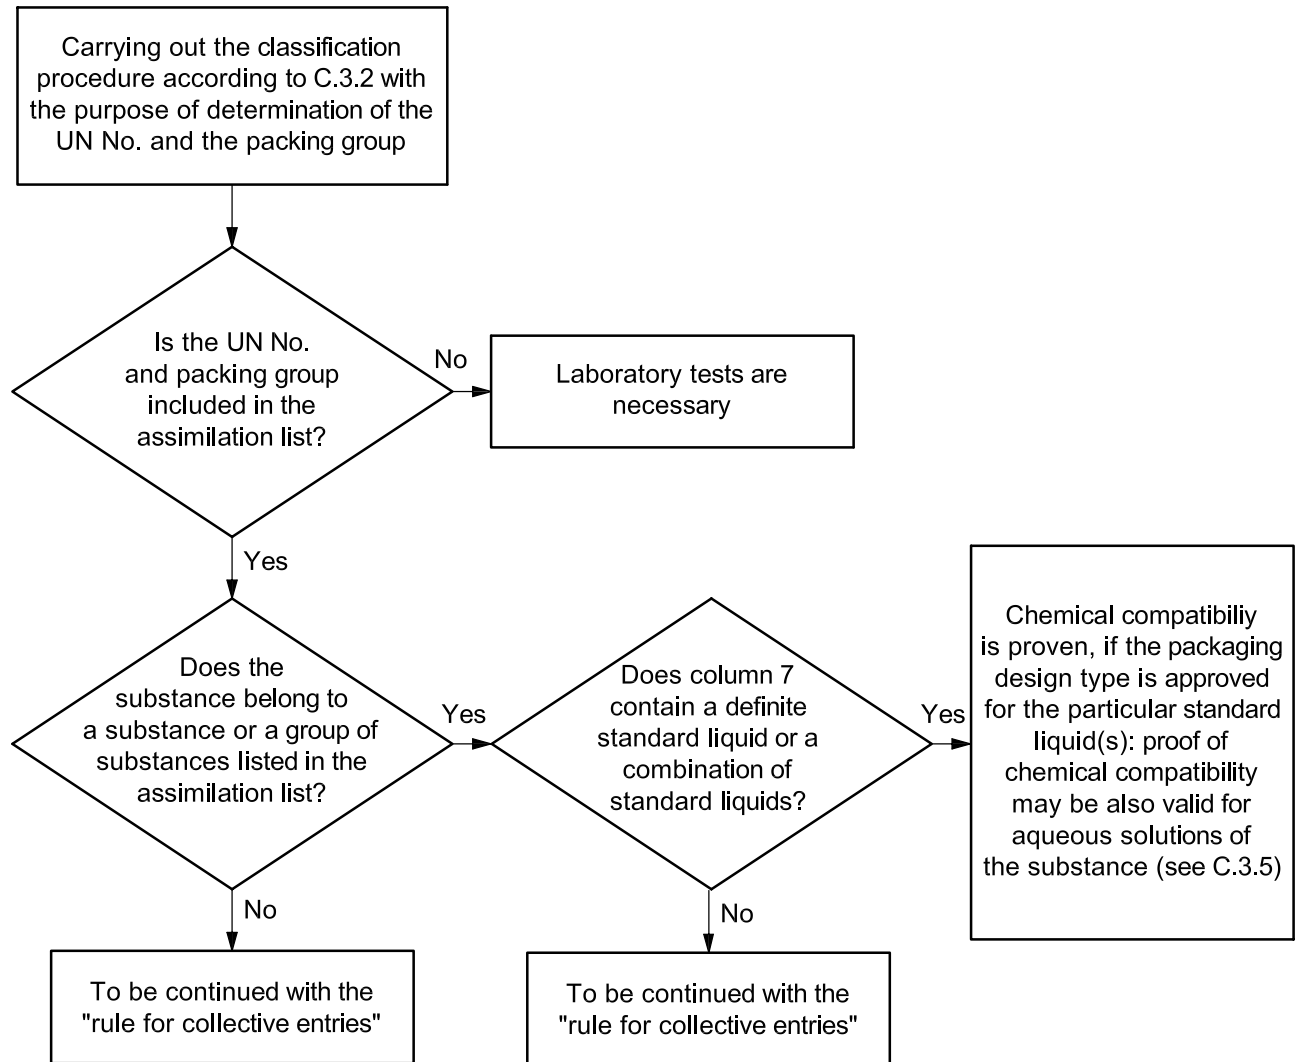 Carrying out the classification
procedure according to C.3.2 with
the purpose of determination of the
UN No. and the packing group
Is the UN No.
and packing group
included in the
assimilation list?
No
Laboratory tests are
necessary
Yes
Does the
substance belong to
a substance or a group of
substances listed in the
assimilation list?
Yes
Does column 7
contain a definite
standard liquid or a
combination of
standard liquids?
Yes
Chemical compatibiliy
is proven, if the packaging
design type is approved
for the particular standard
liquid(s): proof of
chemical compatibility
may be also valid for
aqueous solutions of
the substance (see C.3.5)
No
To be continued with the
"rule for collective entries"
No
To be continued with the
"rule for collective entries"